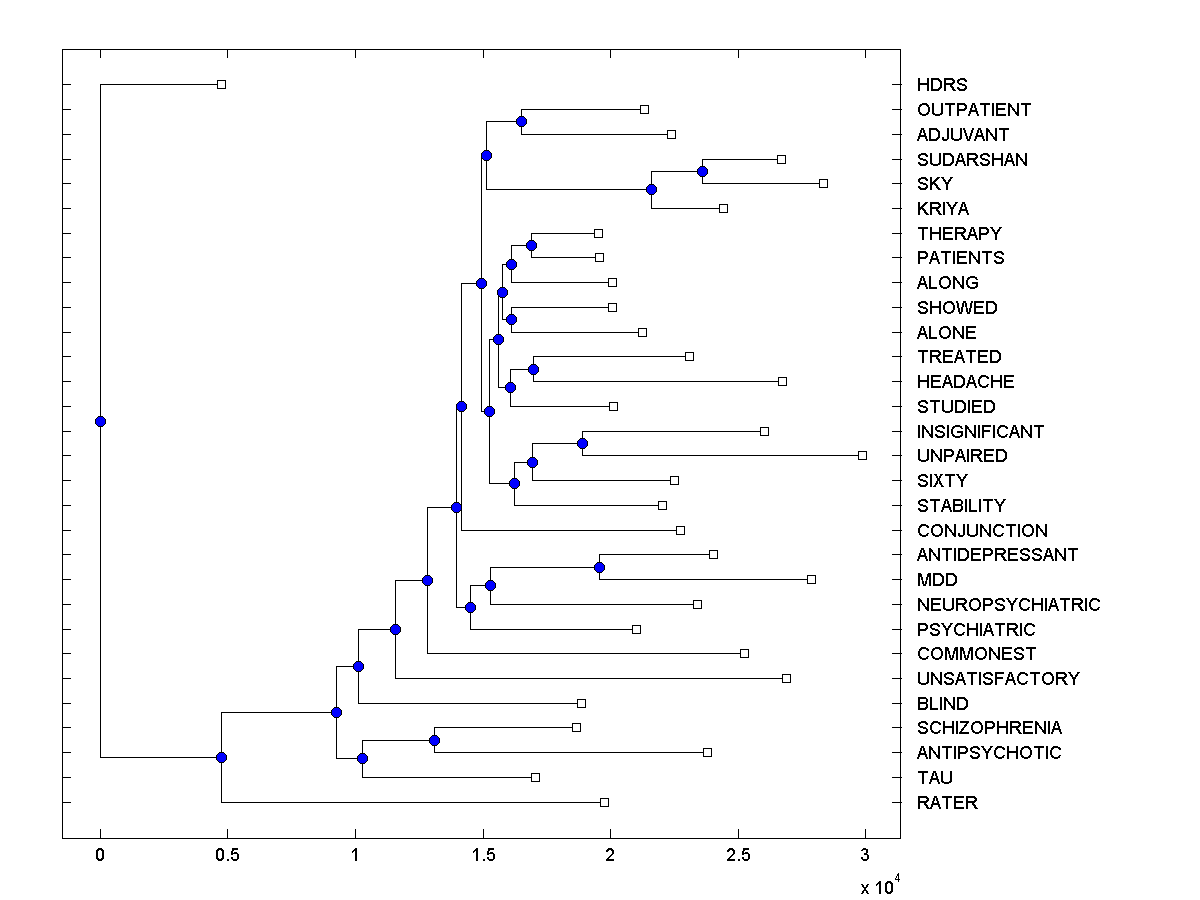 HDRS
OUTPATIENT
ADJUVANT
SUDARSHAN
SKY
KRIYA
THERAPY
PATIENTS
ALONG
SHOWED
ALONE
TREATED
HEADACHE
STUDIED
INSIGNIFICANT
UNPAIRED
SIXTY
STABILITY
CONJUNCTION
ANTIDEPRESSANT
MDD
NEUROPSYCHIATRIC
PSYCHIATRIC
COMMONEST
UNSATISFACTORY
BLIND
SCHIZOPHRENIA
ANTIPSYCHOTIC
TAU
RATER
0 0.5 1 1.5 2 2.5 3
x 10^4